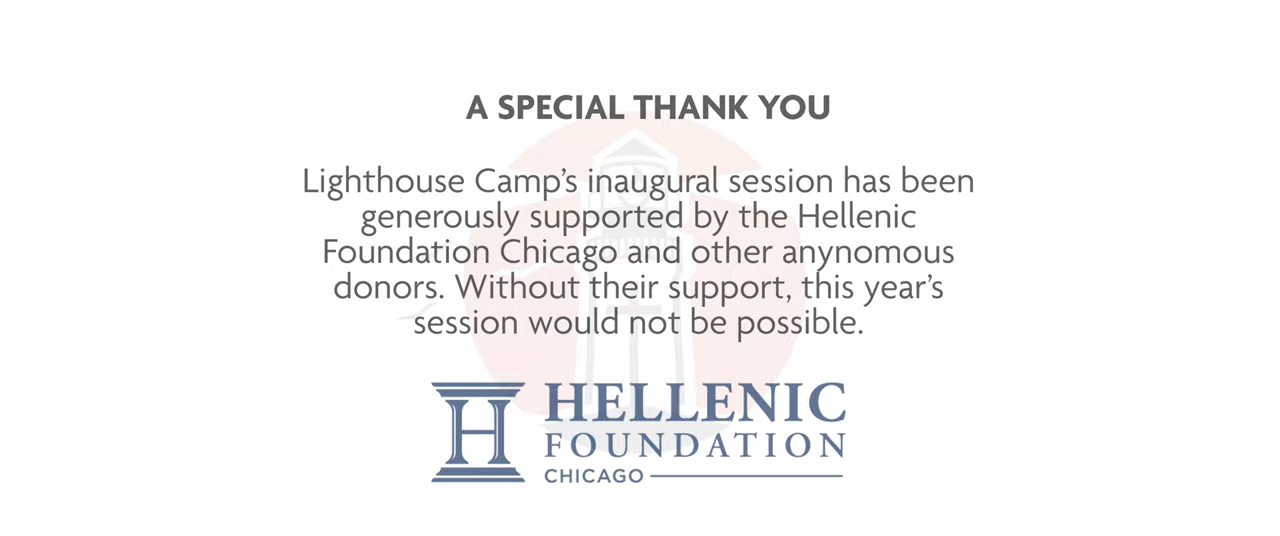 A SPECIAL THANK YOU
Lighthouse Camp’s inaugural session has been
generously supported by the Hellenic
Foundation Chicago and other anynomous
donors. Without their support, this year’s
session would not be possible.
H HELLENIC
FOUNDATION
CHICAGO